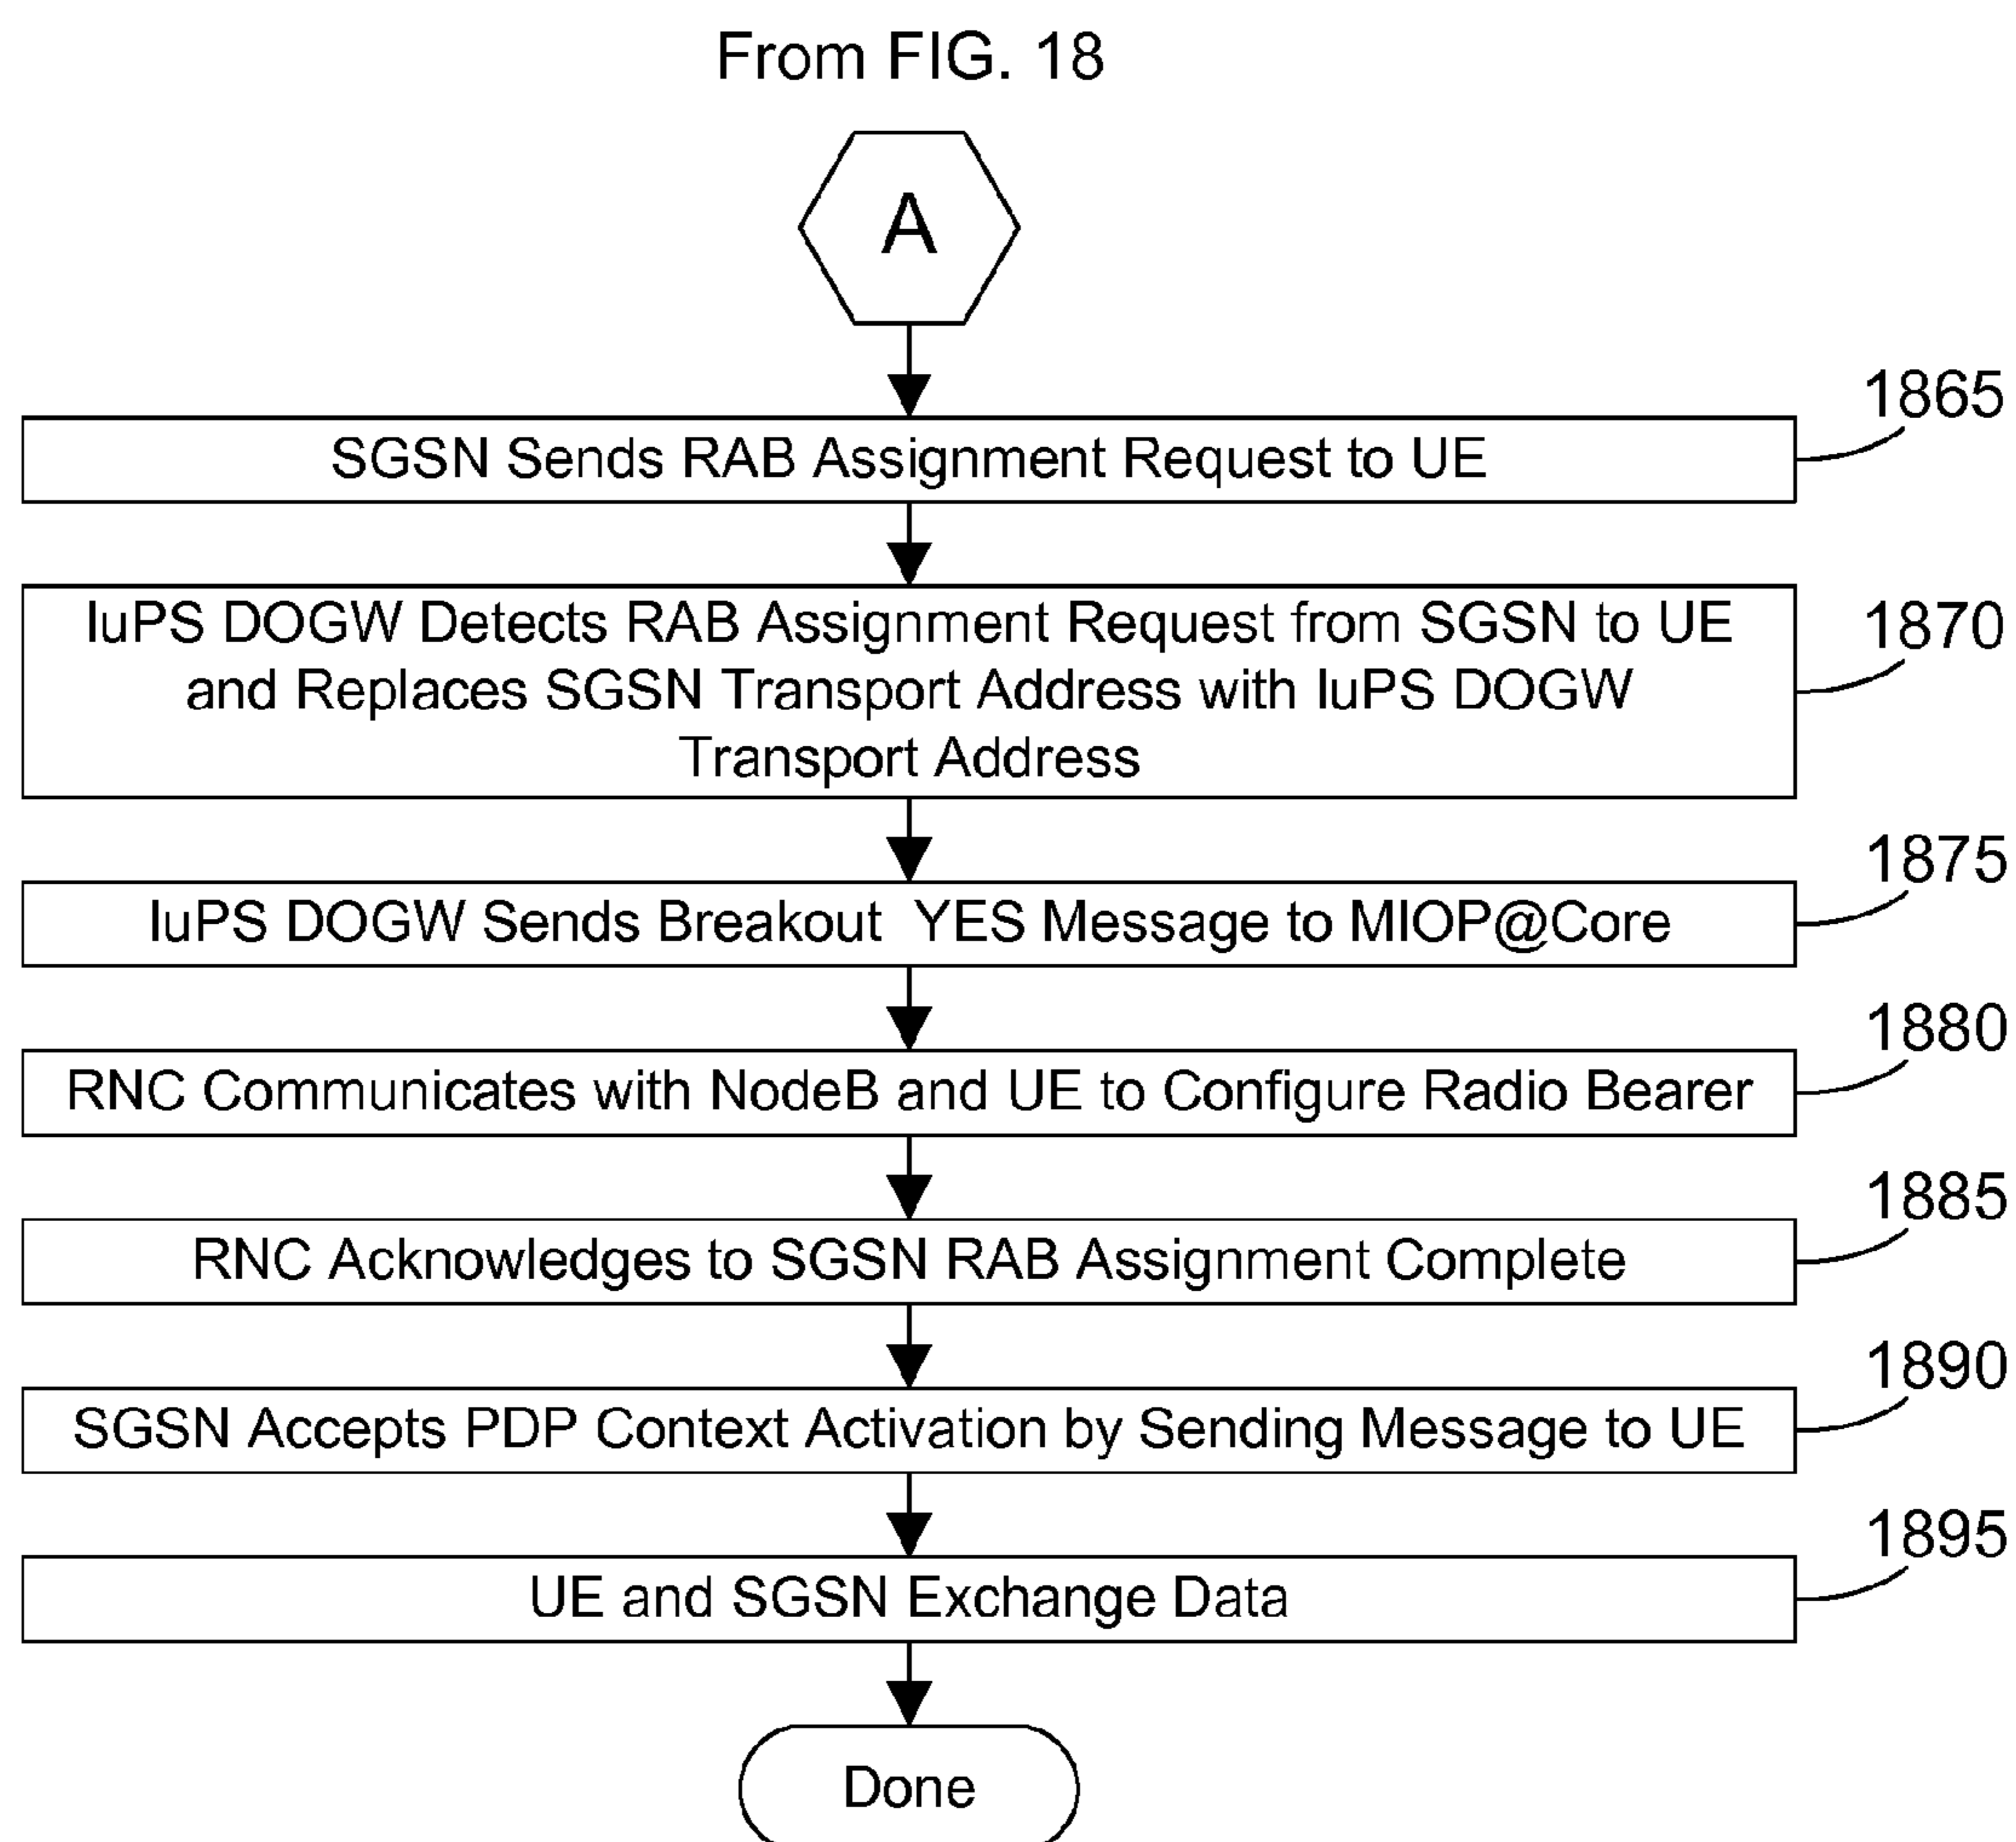 From FIG. 18
A
1865
SGSN Sends RAB Assignment Request to UE
1870
IuPS DOGW Detects RAB Assignment Request from SGSN to UE
and Replaces SGSN Transport Address with IuPS DOGW
Transport Address
1875
IuPS DOGW Sends Breakout YES Message to MIOP@Core
1880
RNC Communicates with NodeB and UE to Configure Radio Bearer
1885
RNC Acknowledges to SGSN RAB Assignment Complete
1890
SGSN Accepts PDP Context Activation by Sending Message to UE
1895
UE and SGSN Exchange Data
Done